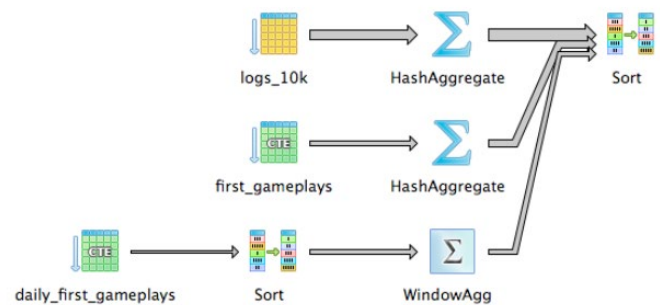 logs_10k
HashAggregate
Sort
CTE
first_gameplays
HashAggregate
CTE
daily_first_gameplays
Sort
WindowAgg